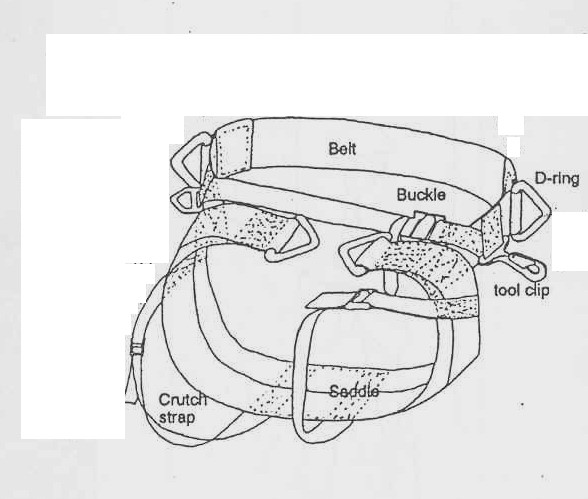 Belt
Buckle
D-ring
tool clip
Saddle
Crutch
strap